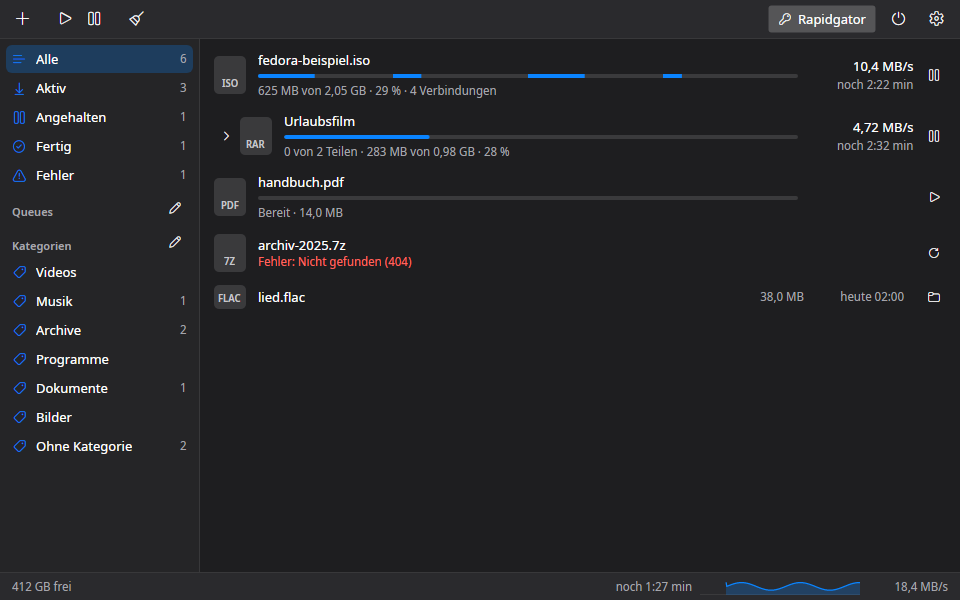 Rapidgator
Alle 6
Aktiv 3
Angehalten 1
Fertig 1
Fehler 1
Queues
Kategorien
Videos
Musik 1
Archive 2
Programme
Dokumente 1
Bilder
Ohne Kategorie 2
ISO
fedora-beispiel.iso
625 MB von 2,05 GB · 29 % · 4 Verbindungen
10,4 MB/s
noch 2:22 min
RAR
Urlaubsfilm
0 von 2 Teilen · 283 MB von 0,98 GB · 28 %
4,72 MB/s
noch 2:32 min
PDF
handbuch.pdf
Bereit · 14,0 MB
7Z
archiv-2025.7z
Fehler: Nicht gefunden (404)
FLAC
lied.flac
38,0 MB
heute 02:00
412 GB frei
noch 1:27 min
18,4 MB/s